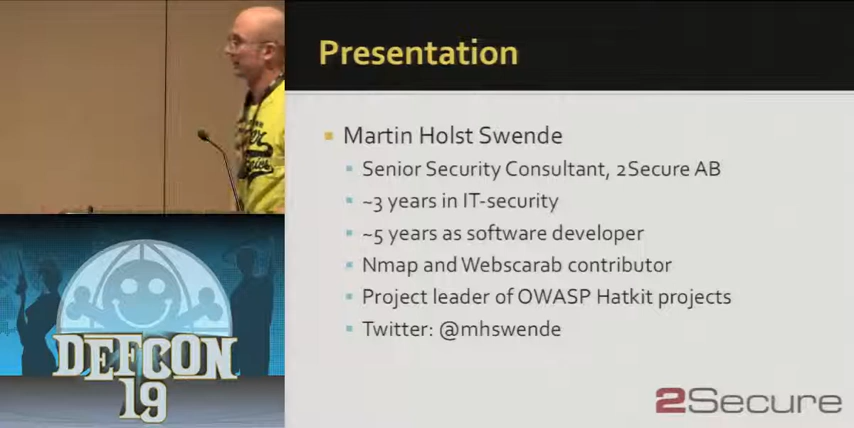 Presentation
Martin Holst Swende
Senior Security Consultant, 2Secure AB
~3 years in IT-security
~5 years as software developer
Nmap and Webscarab contributor
Project leader of OWASP Hatkit projects
Twitter: @mhswende
2Secure
DEFCON
19